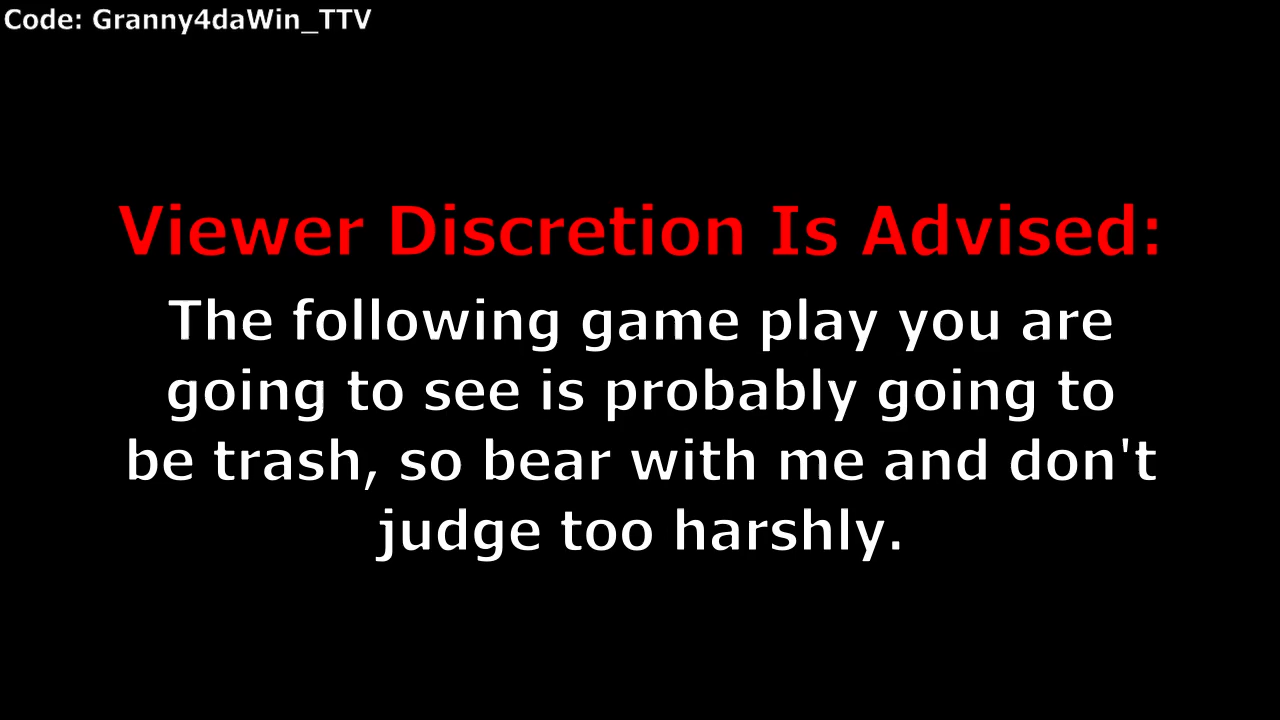 Code: Granny4daWin_TTV
Viewer Discretion Is Advised:
The following game play you are
going to see is probably going to
be trash, so bear with me and don't
judge too harshly.